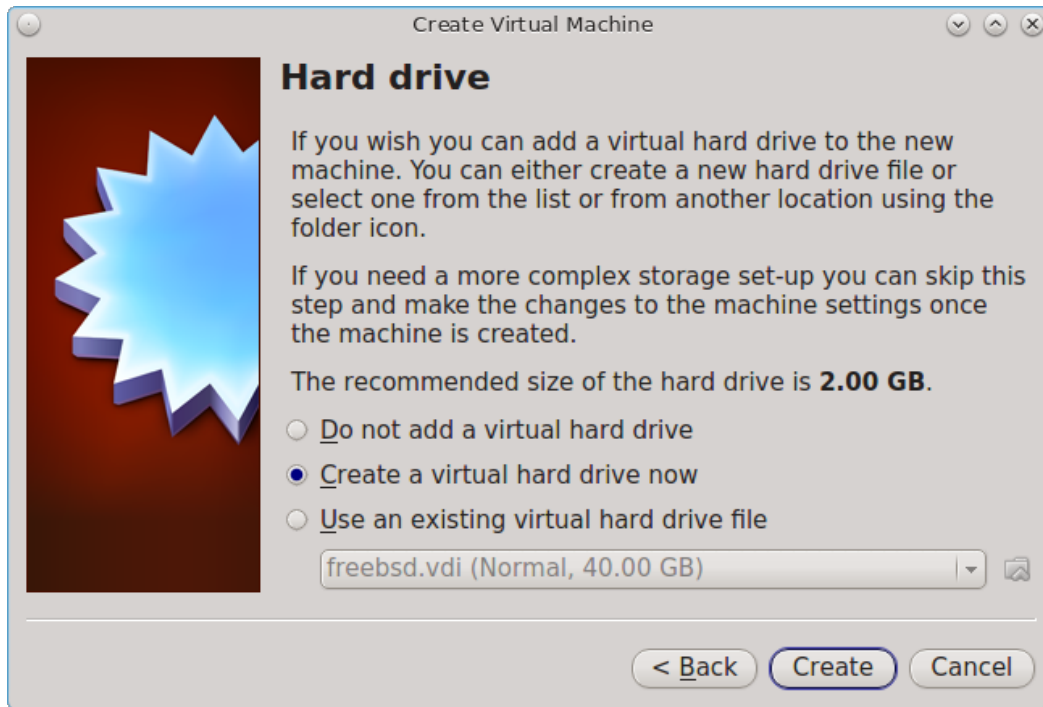 Create Virtual Machine
Hard drive
If you wish you can add a virtual hard drive to the new
machine. You can either create a new hard drive file or
select one from the list or from another location using the
folder icon.
If you need a more complex storage set-up you can skip this
step and make the changes to the machine settings once
the machine is created.
The recommended size of the hard drive is 2.00 GB.
Do not add a virtual hard drive
Create a virtual hard drive now
Use an existing virtual hard drive file
freebsd.vdi (Normal, 40.00 GB)
< Back Create Cancel